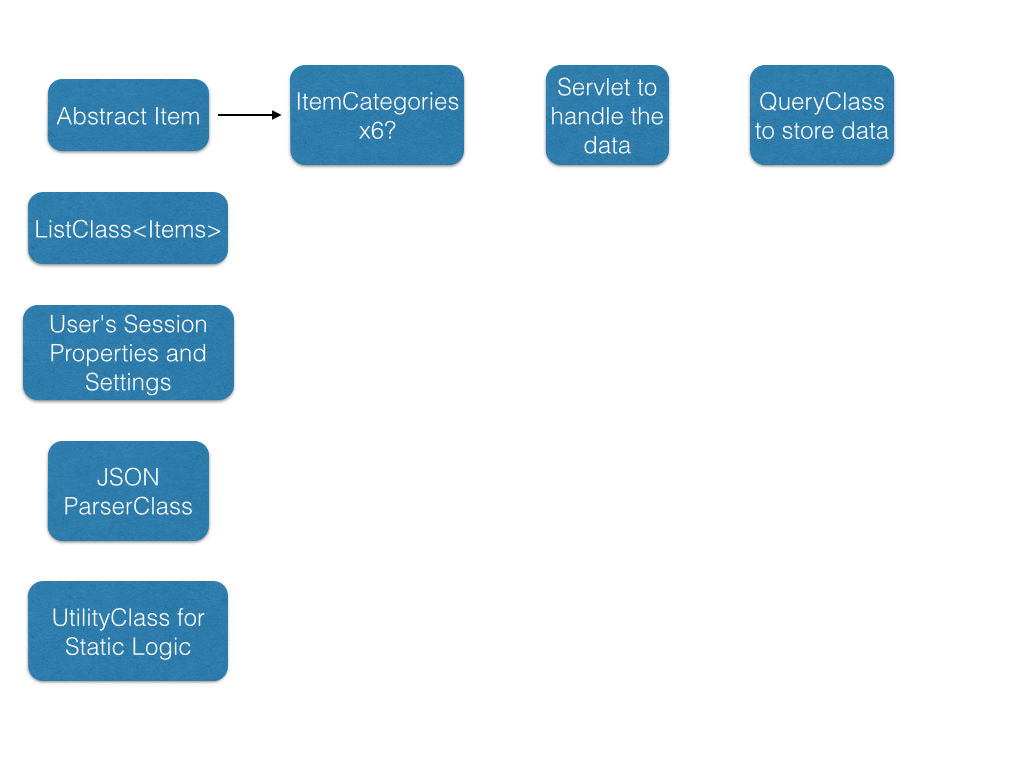 Abstract Item
ItemCategories
x6?
Servlet to
handle the
data
QueryClass
to store data
ListClass<Items>
User's Session
Properties and
Settings
JSON
ParserClass
UtilityClass for
Static Logic